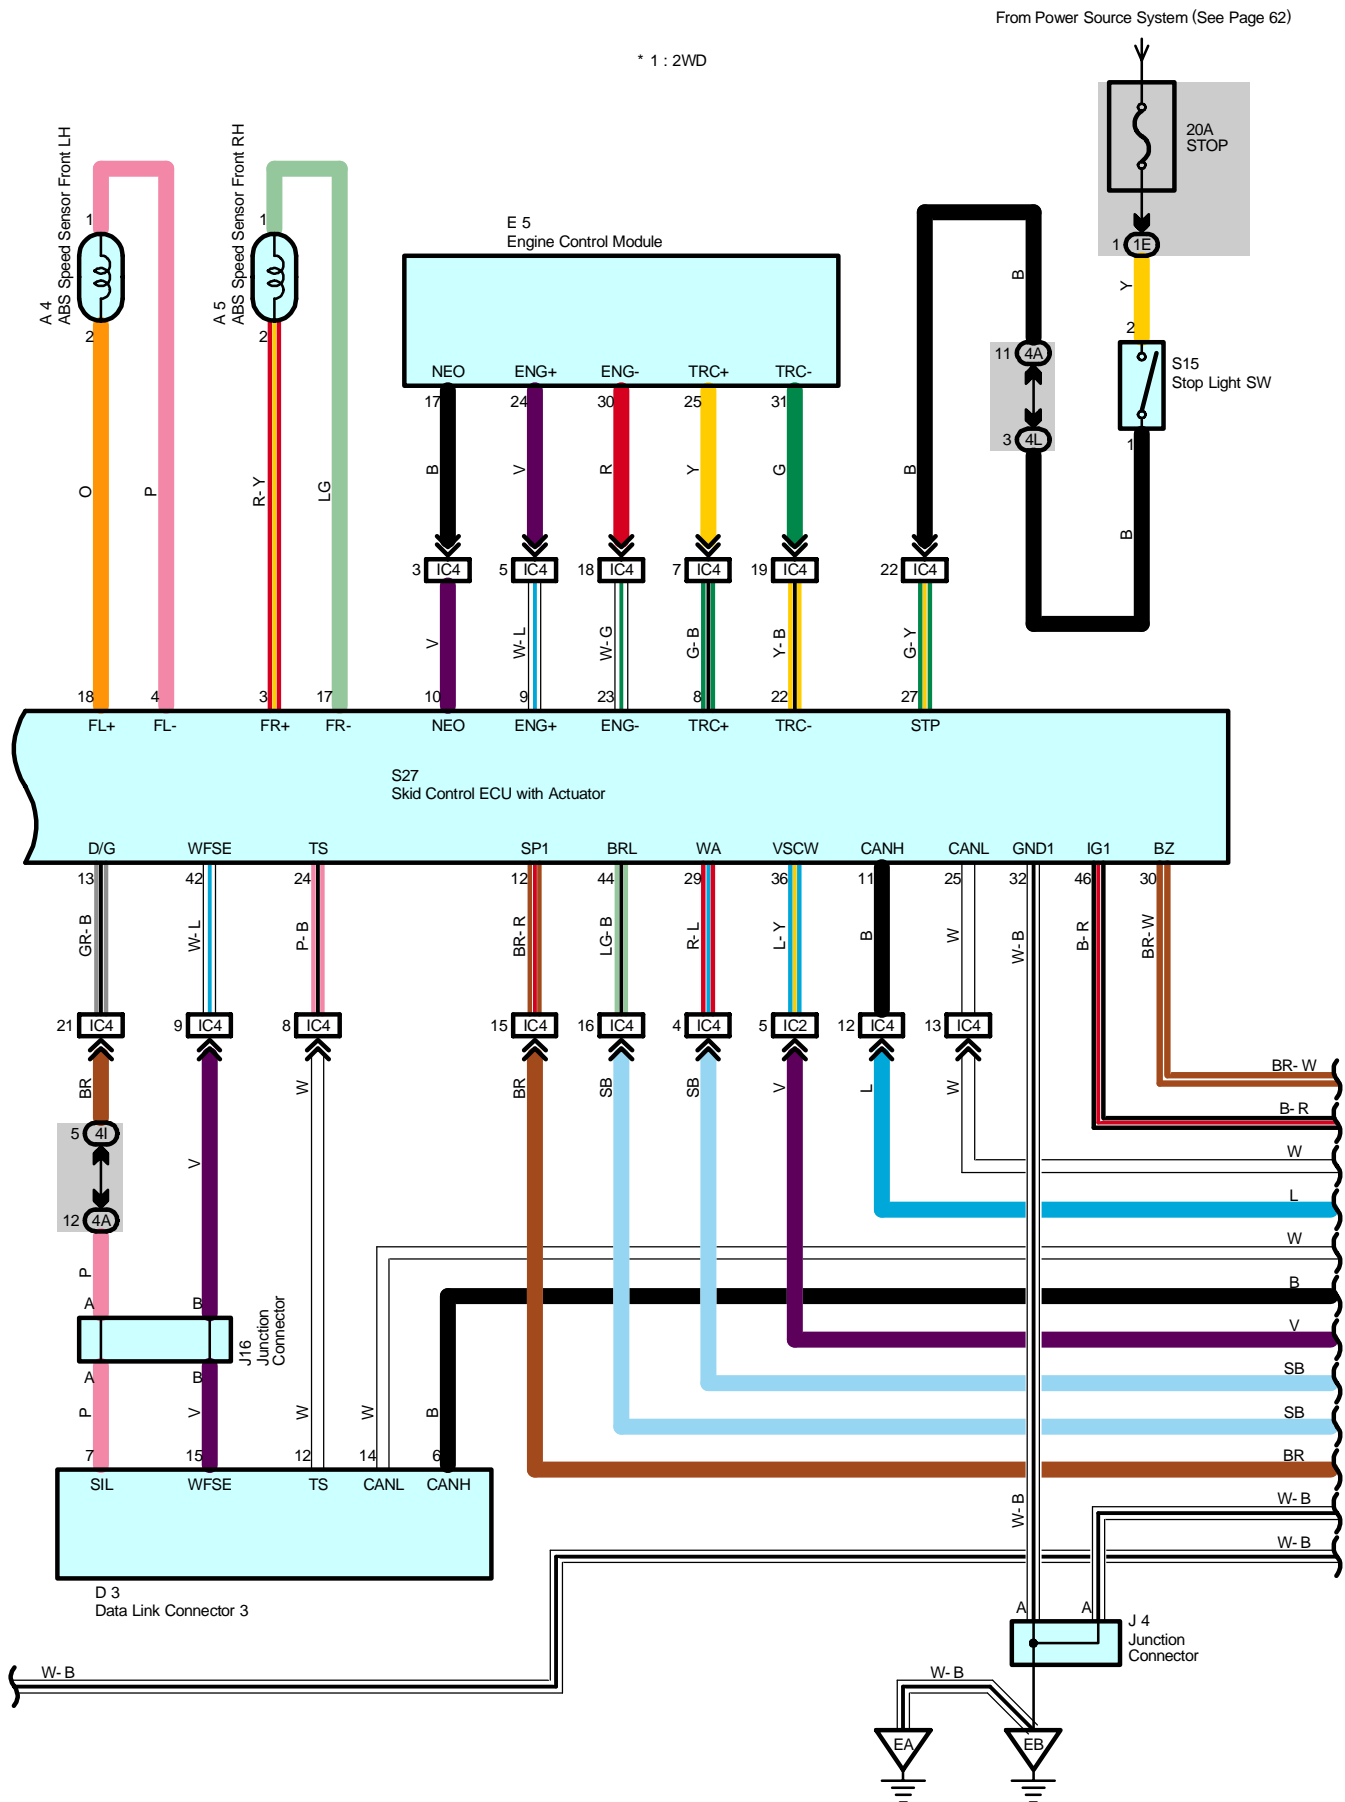 From Power Source System (See Page 62)
* 1 : 2WD
20A
STOP
1 1E
Y
2
S15
Stop Light SW
1
B
A 4
ABS Speed Sensor Front LH
1
2
O
P
A 5
ABS Speed Sensor Front RH
1
2
R-Y
LG
E 5
Engine Control Module
NEO ENG+ ENG- TRC+ TRC-
17 24 30 25 31
B V R Y G B
B
11 4A
3 4L
3 IC4 5 IC4 18 IC4 7 IC4 19 IC4 22 IC4
V W-L W-G G-B Y-B G-Y
18 4 3 17 10 9 23 8 22 27
FL+ FL- FR+ FR- NEO ENG+ ENG- TRC+ TRC- STP
S27
Skid Control ECU with Actuator
D/G WFSE TS SP1 BRL WA VSCW CANH CANL GND1 IG1 BZ
13 42 24 12 44 29 36 11 25 32 46 30
GR-B W-L P-B BR-R LG-B R-L L-Y B W W-B B-R BR-W
21 IC4 9 IC4 8 IC4 15 IC4 16 IC4 4 IC4 5 IC2 12 IC4 13 IC4
BR W BR SB SB V L W
BR-W
B-R
5 4I
V
W
L
12 4A
W
P
B
A B
J16
Junction
Connector
V
A B
SB
P V W W B
SB
7 15 12 14 6
BR
SIL WFSE TS CANL CANH
W-B
W-B
W-B
D 3
Data Link Connector 3
A A
J 4
Junction
Connector
W-B
W-B
EA EB